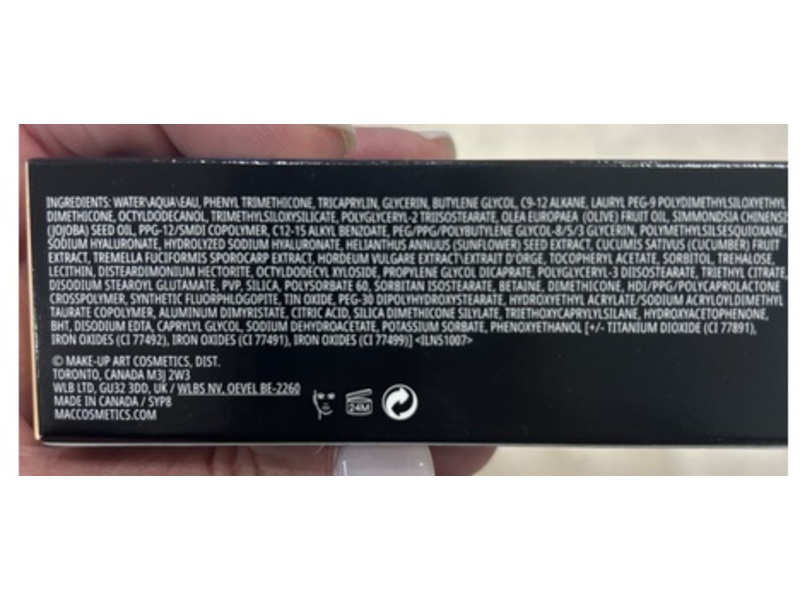 INGREDIENTS: WATER\AQUA\EAU, PHENYL TRIMETHICONE, TRICAPRYLIN, GLYCERIN, BUTYLENE GLYCOL, C9-12 ALKANE, LAURYL PEG-9 POLYDIMETHYLSILOXYETHYL
DIMETHICONE, OCTYLDODECANOL, TRIMETHYLSILOXYSILICATE, POLYGLYCERYL-2 TRIISOSTEARATE, OLEA EUROPAEA (OLIVE) FRUIT OIL, SIMMONDSIA CHINENSIS
(JOJOBA) SEED OIL, PPG-12/SMDI COPOLYMER, C12-15 ALKYL BENZOATE, PEG/PPG/POLYBUTYLENE GLYCOL-8/5/3 GLYCERIN, POLYMETHYLSILSESQUIOXANE,
SODIUM HYALURONATE, HYDROLYZED SODIUM HYALURONATE, HELIANTHUS ANNUUS (SUNFLOWER) SEED EXTRACT, CUCUMIS SATIVUS (CUCUMBER) FRUIT
EXTRACT, TREMELLA FUCIFORMIS SPOROCARP EXTRACT, HORDEUM VULGARE EXTRACT\EXTRAIT D'ORGE, TOCOPHERYL ACETATE, SORBITOL, TREHALOSE,
LECITHIN, DISTEARDIMONIUM HECTORITE, OCTYLDODECYL XYLOSIDE, PROPYLENE GLYCOL DICAPRATE, POLYGLYCERYL-3 DIISOSTEARATE, TRIETHYL CITRATE,
DISODIUM STEAROYL GLUTAMATE, PVP, SILICA, POLYSORBATE 60, SORBITAN ISOSTEARATE, BETAINE, DIMETHICONE, HDI/PPG/POLYCAPROLACTONE
CROSSPOLYMER, SYNTHETIC FLUORPHLOGOPITE, TIN OXIDE, PEG-30 DIPOLYHYDROXYSTEARATE, HYDROXYETHYL ACRYLATE/SODIUM ACRYLOYLDIMETHYL
TAURATE COPOLYMER, ALUMINUM DIMYRISTATE, CITRIC ACID, SILICA DIMETHICONE SILYLATE, TRIETHOXYCAPRYLYLSILANE, HYDROXYACETOPHENONE,
BHT, DISODIUM EDTA, CAPRYLYL GLYCOL, SODIUM DEHYDROACETATE, POTASSIUM SORBATE, PHENOXYETHANOL [+/- TITANIUM DIOXIDE (CI 77891),
IRON OXIDES (CI 77492), IRON OXIDES (CI 77491), IRON OXIDES (CI 77499)] <ILN51007>
© MAKE-UP ART COSMETICS, DIST.
TORONTO, CANADA M3J 2W3
WLB LTD, GU32 3DD, UK / WLBS NV, OEVEL BE-2260
MADE IN CANADA / SYP8
MACCOSMETICS.COM
24M